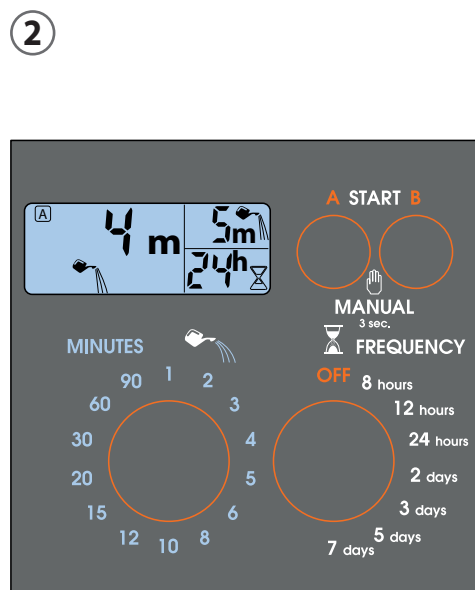 2
A START B
A
4 m
5m
24h
MANUAL
3 sec.
FREQUENCY
MINUTES
OFF
8 hours
12 hours
24 hours
2 days
3 days
5 days
7 days
1
2
3
4
5
6
8
10
12
15
20
30
60
90